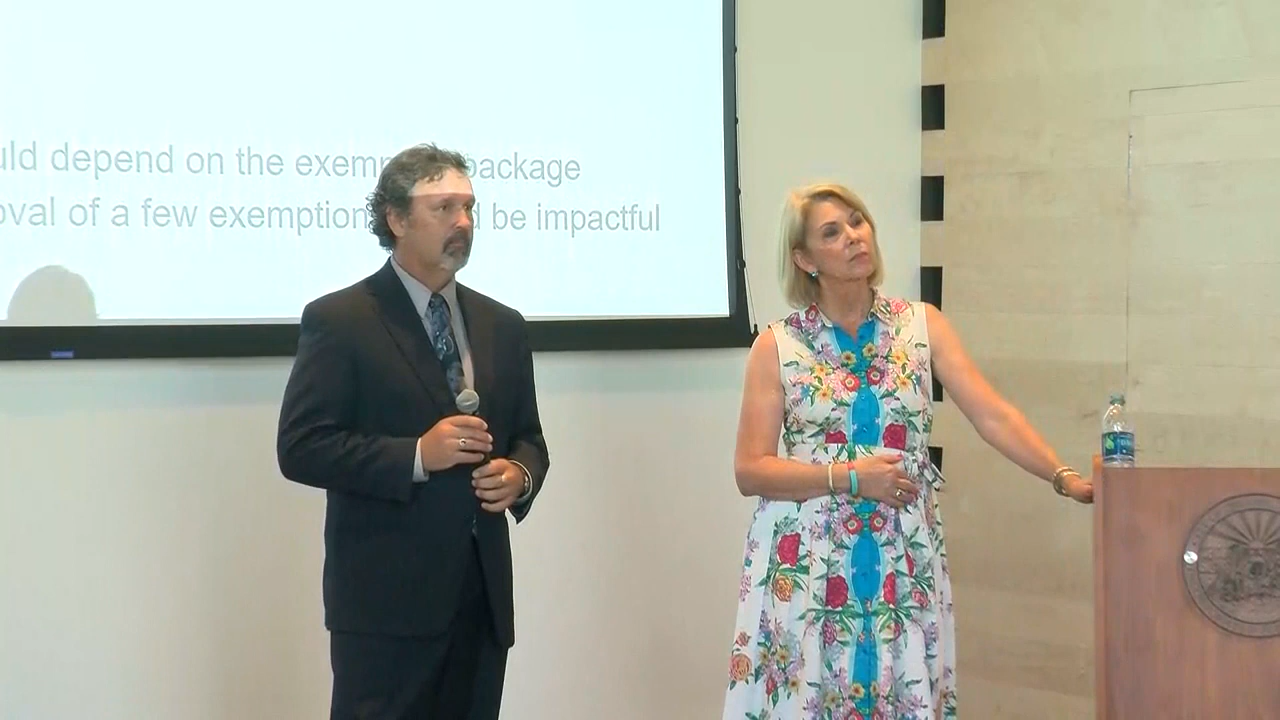 uld depend on the exemp package
oval of a few exemption d be impactful